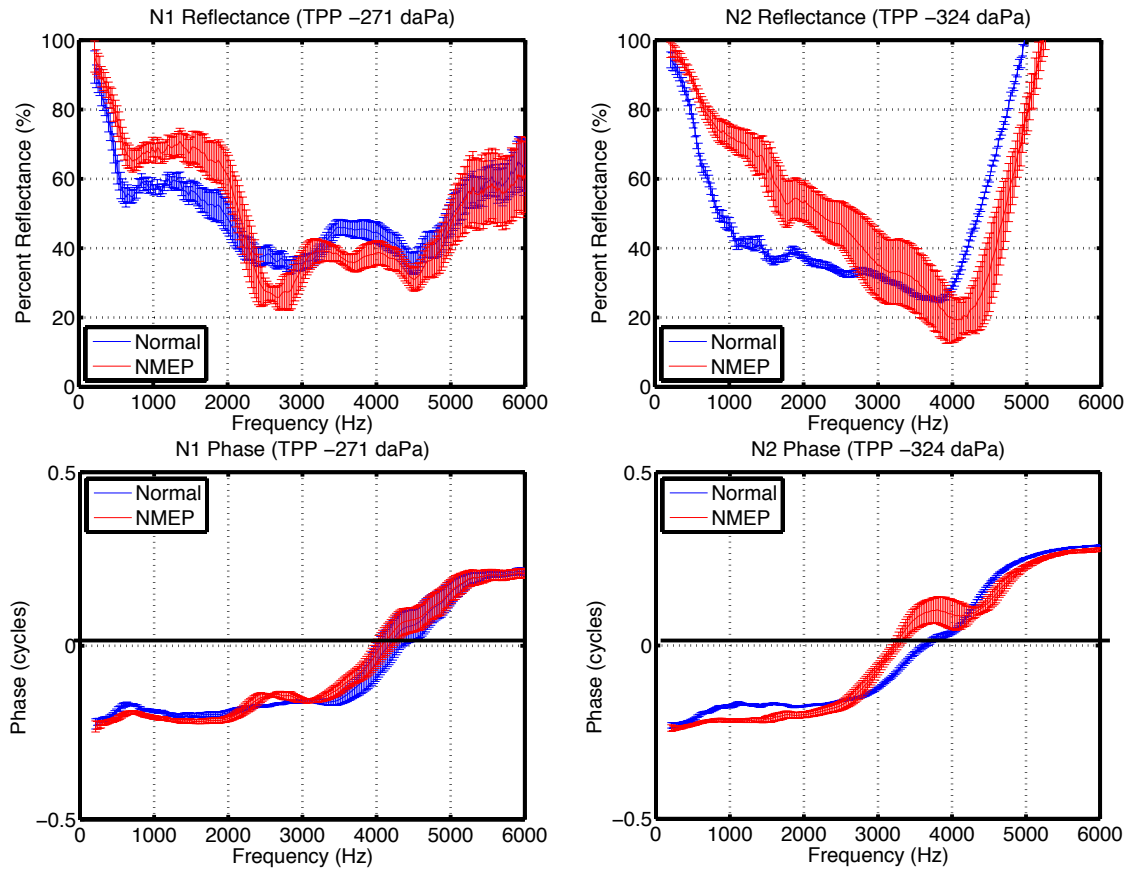 N1 Reflectance (TPP −271 daPa)
Percent Reflectance (%)
100
80
60
40
20
0
Normal
NMEP
0 1000 2000 3000 4000 5000 6000
Frequency (Hz)
N2 Reflectance (TPP −324 daPa)
Percent Reflectance (%)
100
80
60
40
20
0
Normal
NMEP
0 1000 2000 3000 4000 5000 6000
Frequency (Hz)
N1 Phase (TPP −271 daPa)
Phase (cycles)
0.5
0
−0.5
Normal
NMEP
0 1000 2000 3000 4000 5000 6000
Frequency (Hz)
N2 Phase (TPP −324 daPa)
Phase (cycles)
0.5
0
−0.5
Normal
NMEP
0 1000 2000 3000 4000 5000 6000
Frequency (Hz)